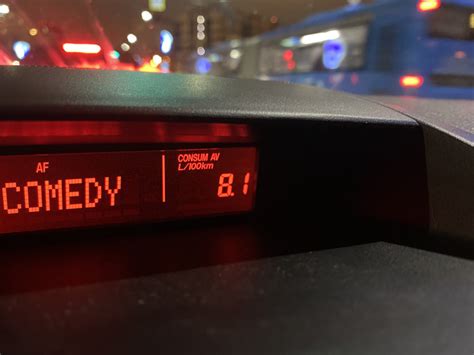 AF
COMEDY
CONSUM AV
L/100km
8.1